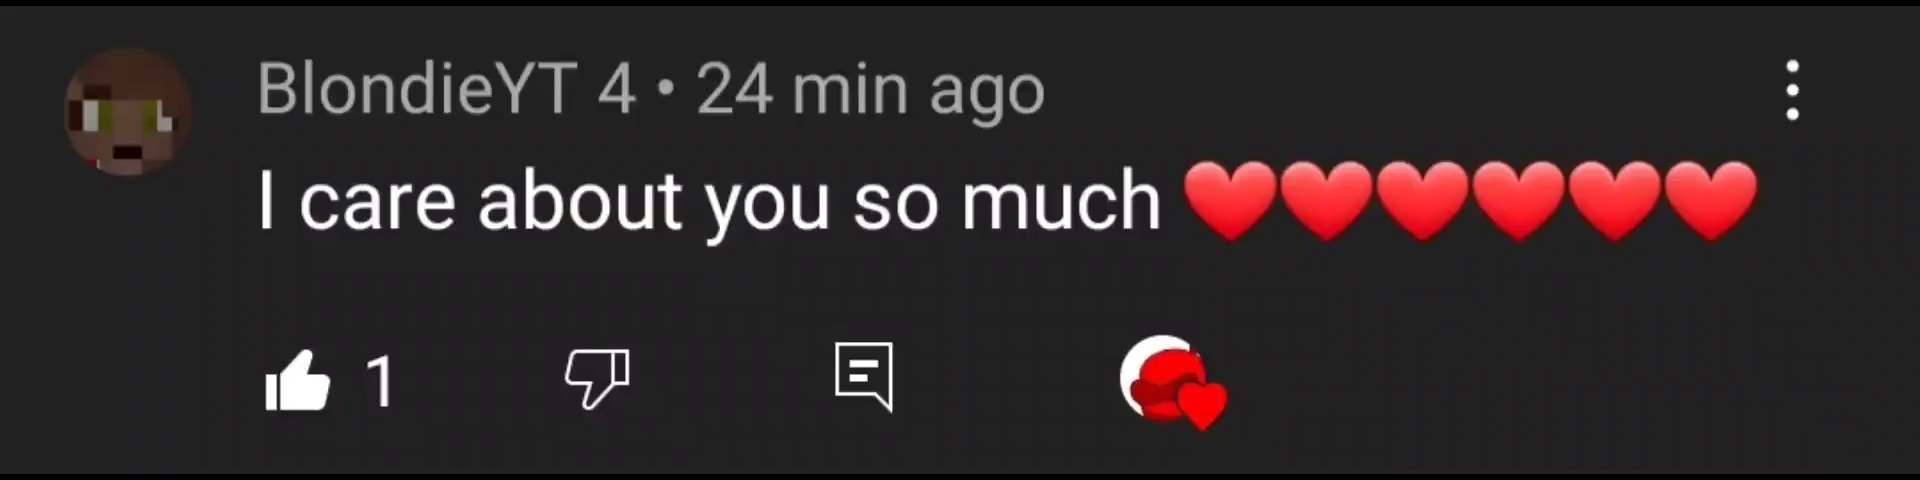 BlondieYT 4 • 24 min ago
I care about you so much ❤️❤️❤️❤️❤️❤️
1